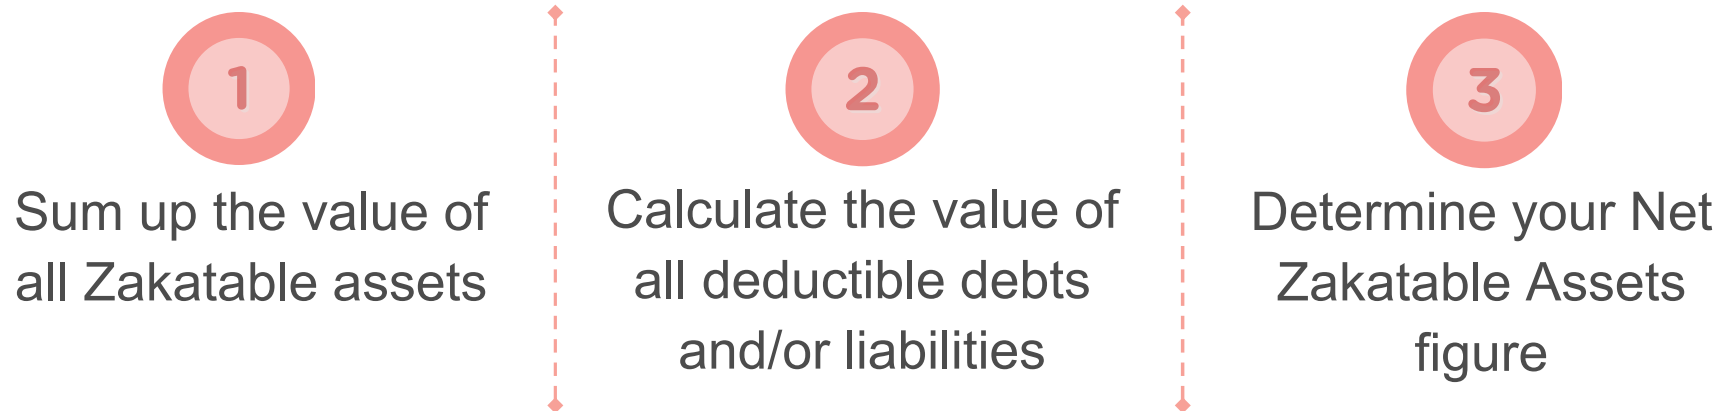 1
Sum up the value of
all Zakatable assets
2
Calculate the value of
all deductible debts
and/or liabilities
3
Determine your Net
Zakatable Assets
figure